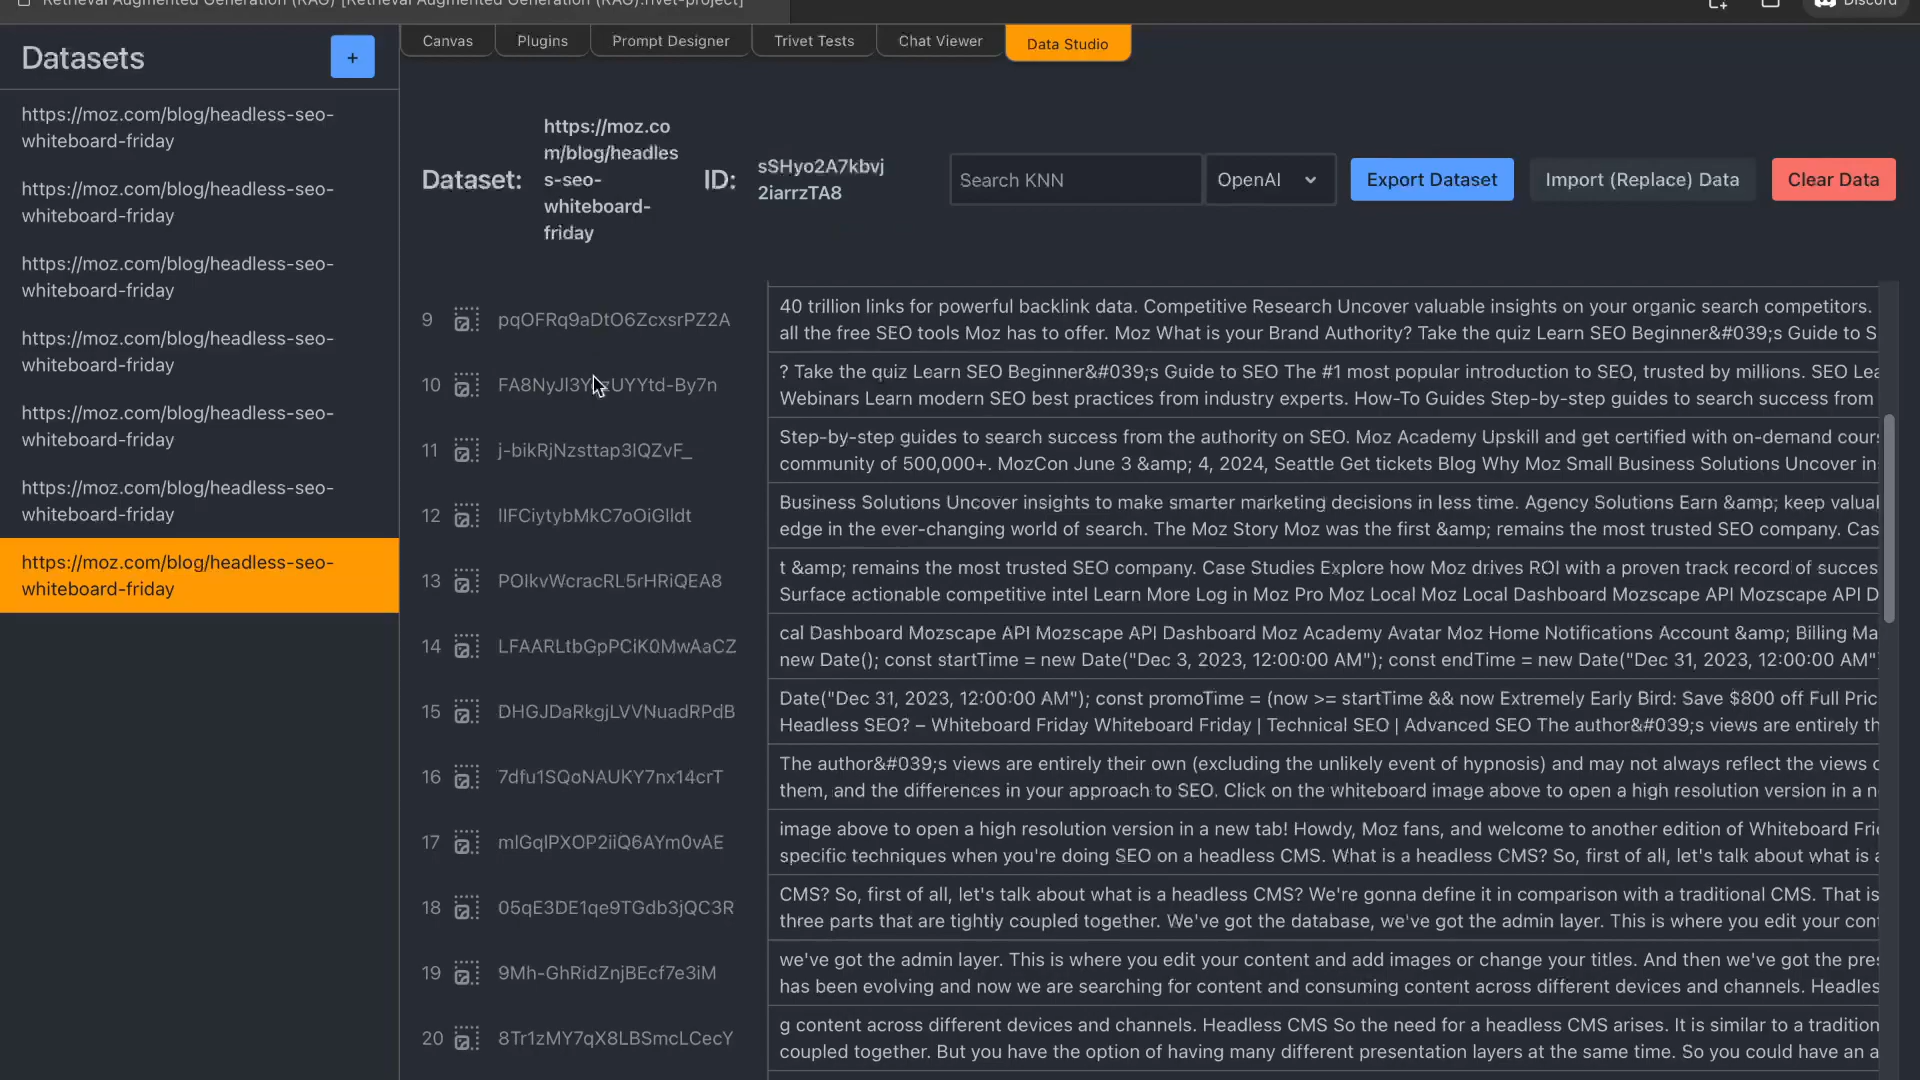 Retrieval Augmented Generation (RAG) [Retrieval Augmented Generation (RAG).rivet-project]
Discord
Datasets
+
Canvas
Plugins
Prompt Designer
Trivet Tests
Chat Viewer
Data Studio
https://moz.com/blog/headless-seo-
whiteboard-friday
https://moz.com/blog/headless-seo-
whiteboard-friday
https://moz.com/blog/headless-seo-
whiteboard-friday
https://moz.com/blog/headless-seo-
whiteboard-friday
https://moz.com/blog/headless-seo-
whiteboard-friday
https://moz.com/blog/headless-seo-
whiteboard-friday
https://moz.com/blog/headless-seo-
whiteboard-friday
Dataset:
https://moz.co
m/blog/headles
s-seo-
whiteboard-
friday
ID:
sSHyo2A7kbvj
2iarrzTA8
Search KNN
OpenAI
Export Dataset
Import (Replace) Data
Clear Data
9 pqOFRq9aDtO6ZcxsrPZ2A
40 trillion links for powerful backlink data. Competitive Research Uncover valuable insights on your organic search competitors.
all the free SEO tools Moz has to offer. Moz What is your Brand Authority? Take the quiz Learn SEO Beginner&#039;s Guide to S
10
? Take the quiz Learn SEO Beginner&#039;s Guide to SEO The #1 most popular introduction to SEO, trusted by millions. SEO Lea
Webinars Learn modern SEO best practices from industry experts. How-To Guides Step-by-step guides to search success from
11 j-bikRjNzsttap3IQZvF_
Step-by-step guides to search success from the authority on SEO. Moz Academy Upskill and get certified with on-demand cour
community of 500,000+. MozCon June 3 &amp; 4, 2024, Seattle Get tickets Blog Why Moz Small Business Solutions Uncover in
12 IIFCiytybMkC7oOiGlldt
Business Solutions Uncover insights to make smarter marketing decisions in less time. Agency Solutions Earn &amp; keep valual
edge in the ever-changing world of search. The Moz Story Moz was the first &amp; remains the most trusted SEO company. Cas
13 POIkvWcracRL5rHRiQEA8
t &amp; remains the most trusted SEO company. Case Studies Explore how Moz drives ROI with a proven track record of succes
Surface actionable competitive intel Learn More Log in Moz Pro Moz Local Moz Local Dashboard Mozscape API Mozscape API D
14 LFAARLtbGpPCiK0MwAaCZ
cal Dashboard Mozscape API Mozscape API Dashboard Moz Academy Avatar Moz Home Notifications Account &amp; Billing Ma
new Date(); const startTime = new Date("Dec 3, 2023, 12:00:00 AM"); const endTime = new Date("Dec 31, 2023, 12:00:00 AM"
15 DHGJDaRkgjLVVNuadRPdB
Date("Dec 31, 2023, 12:00:00 AM"); const promoTime = (now >= startTime && now Extremely Early Bird: Save $800 off Full Pric
Headless SEO? – Whiteboard Friday Whiteboard Friday | Technical SEO | Advanced SEO The author&#039;s views are entirely th
16 7dfu1SQoNAUKY7nx14crT
The author&#039;s views are entirely their own (excluding the unlikely event of hypnosis) and may not always reflect the views o
them, and the differences in your approach to SEO. Click on the whiteboard image above to open a high resolution version in a n
17 mlGqlPXOP2iiQ6AYm0vAE
image above to open a high resolution version in a new tab! Howdy, Moz fans, and welcome to another edition of Whiteboard Fri
specific techniques when you're doing SEO on a headless CMS. What is a headless CMS? So, first of all, let's talk about what is a
18 05qE3DE1qe9TGdb3jQC3R
CMS? So, first of all, let's talk about what is a headless CMS? We're gonna define it in comparison with a traditional CMS. That is
three parts that are tightly coupled together. We've got the database, we've got the admin layer. This is where you edit your con
19 9Mh-GhRidZnjBEcf7e3iM
we've got the admin layer. This is where you edit your content and add images or change your titles. And then we've got the pre
has been evolving and now we are searching for content and consuming content across different devices and channels. Headles
20 8Tr1zMY7qX8LBSmcLCecY
g content across different devices and channels. Headless CMS So the need for a headless CMS arises. It is similar to a tradition
coupled together. But you have the option of having many different presentation layers at the same time. So you could have an a